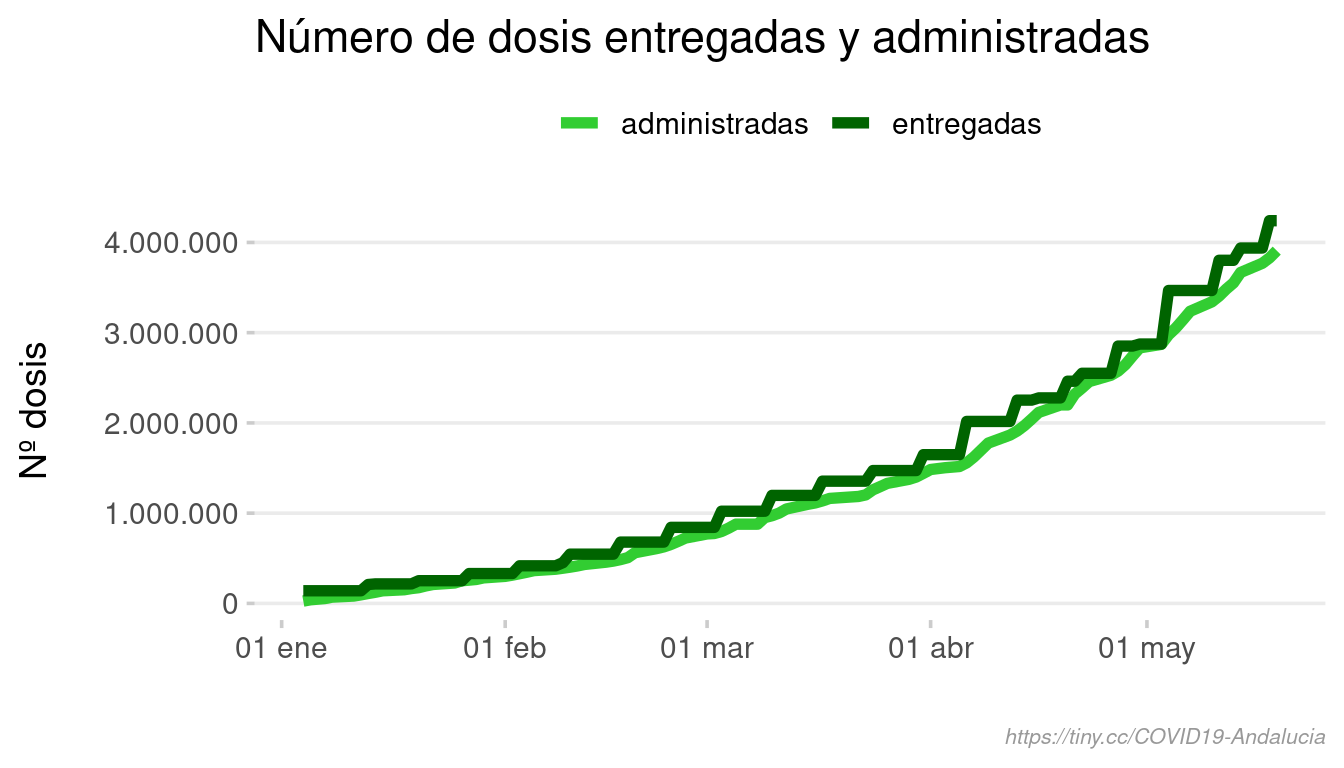 Número de dosis entregadas y administradas
administradas entregadas
Nº dosis
4.000.000
3.000.000
2.000.000
1.000.000
0
01 ene 01 feb 01 mar 01 abr 01 may
https://tiny.cc/COVID19-Andalucia